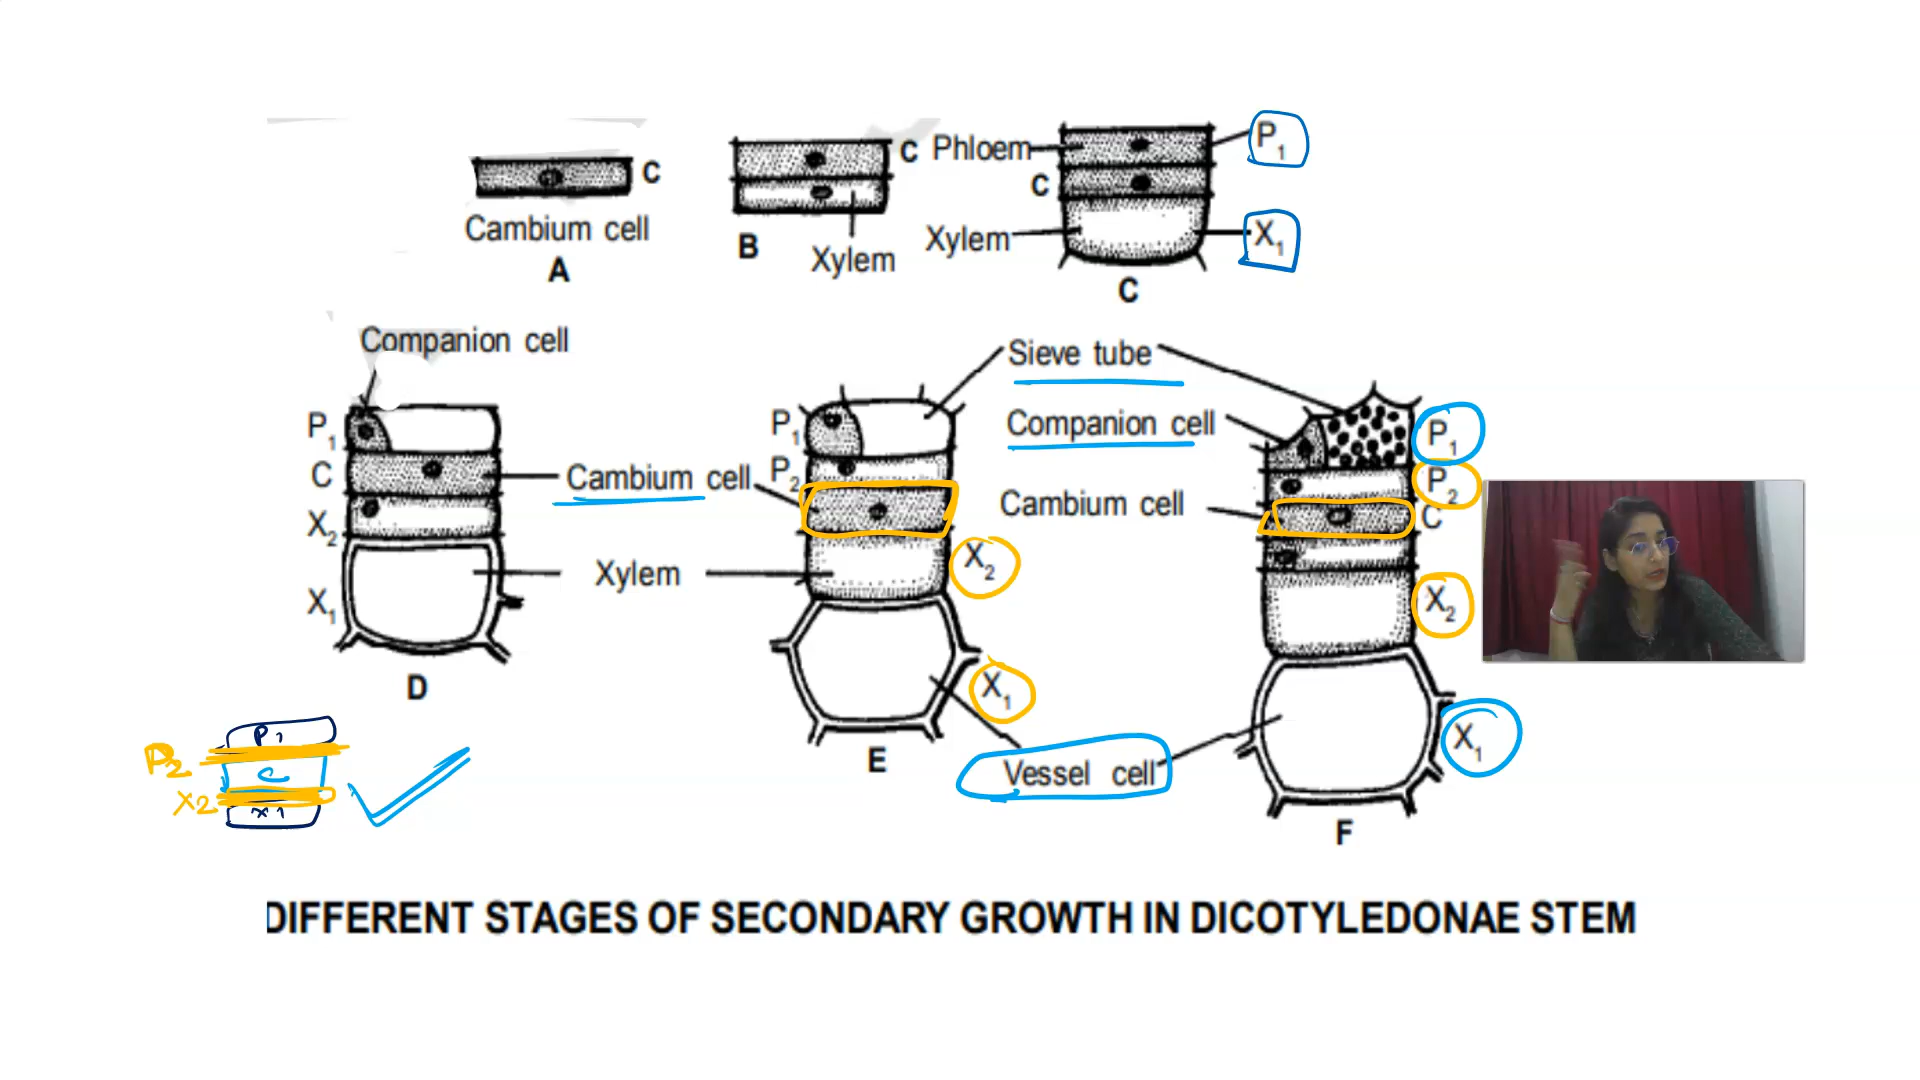 C
Cambium cell
A
C
B
Xylem
Phloem
C
Xylem
P1
X1
C
Companion cell
P1
C
X2
X1
D
Cambium cell
Xylem
Sieve tube
Companion cell
Cambium cell
P1
P2
X2
X1
E
Vessel cell
P1
P2
C
X2
X1
F
P1
P2
C
X2
X1
DIFFERENT STAGES OF SECONDARY GROWTH IN DICOTYLEDONAE STEM